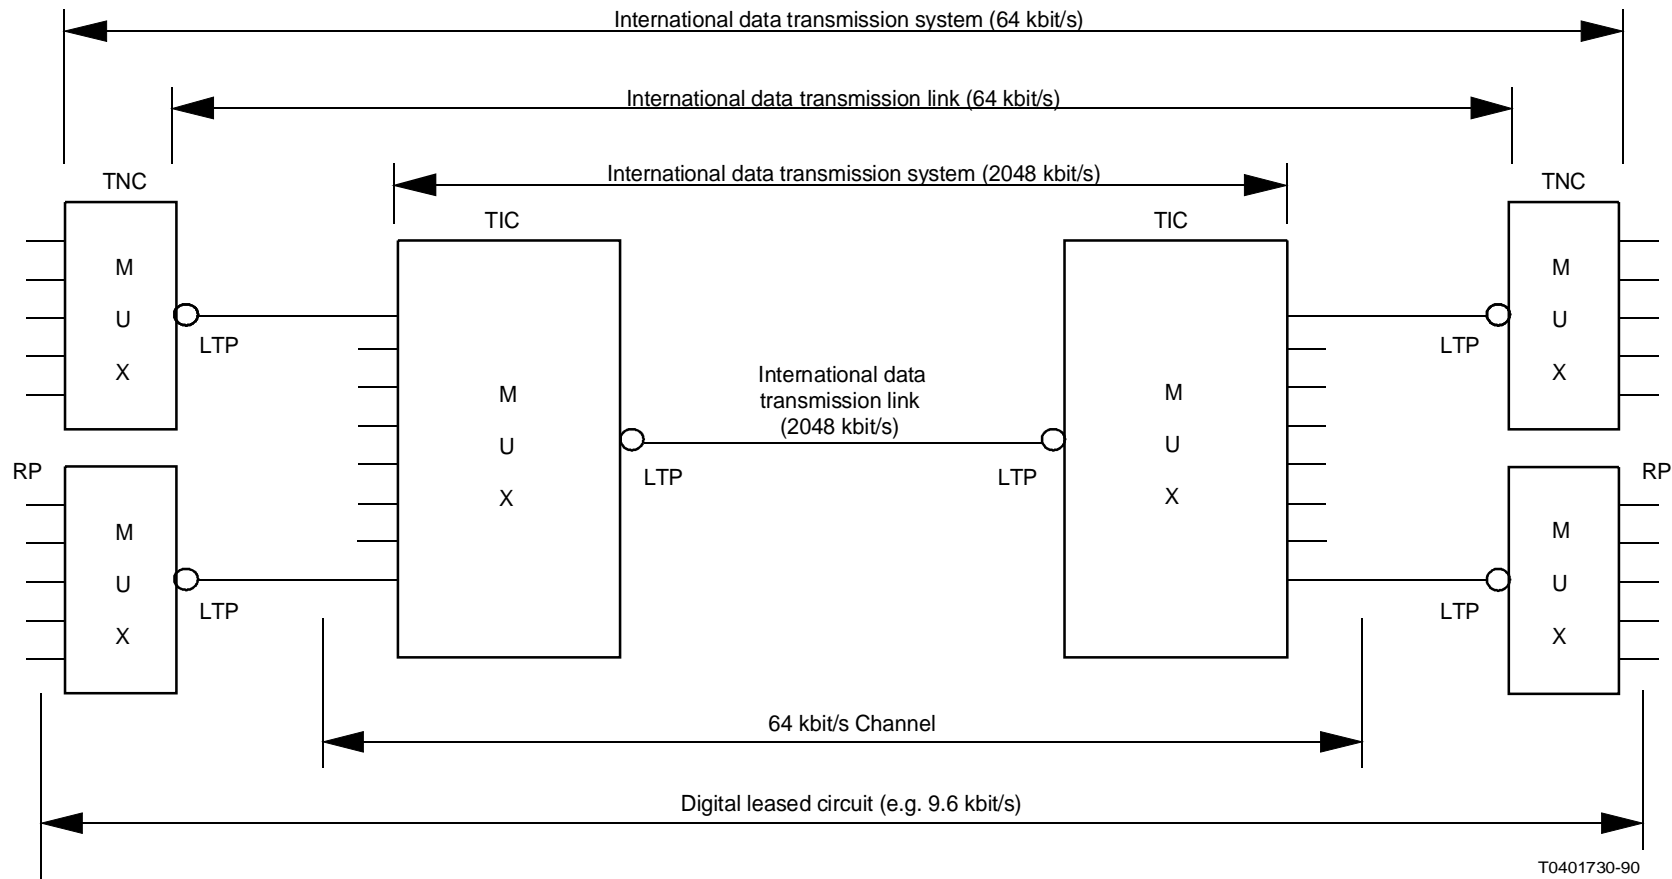 International data transmission system (64 kbit/s)
International data transmission link (64 kbit/s)
International data transmission system (2048 kbit/s)
TNC
TNC
TIC
TIC
M
U
X
LTP
M
U
X
LTP
M
U
X
LTP
International data
transmission link
(2048 kbit/s)
LTP
M
U
X
LTP
M
U
X
RP
RP
M
U
X
LTP
LTP
M
U
X
64 kbit/s Channel
Digital leased circuit (e.g. 9.6 kbit/s)
T0401730-90